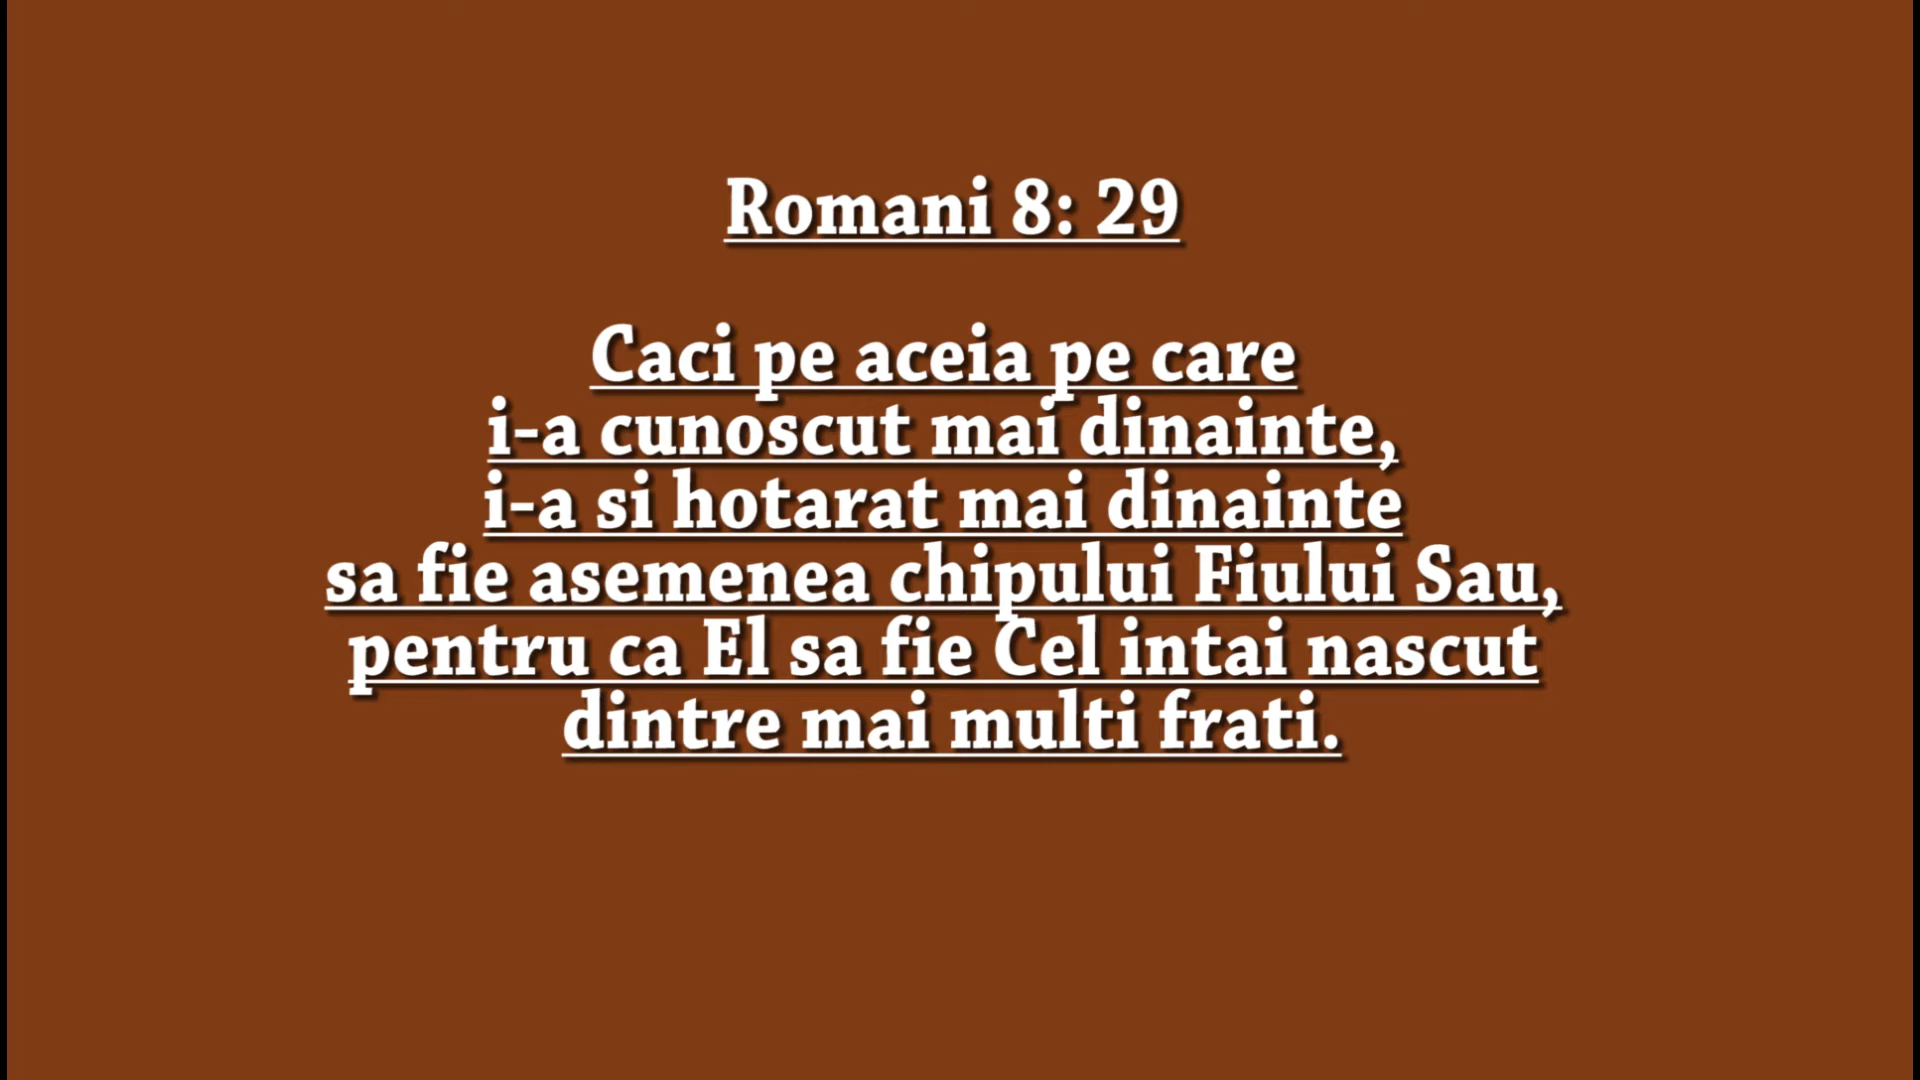 Romani 8: 29
Caci pe aceia pe care
i-a cunoscut mai dinainte,
i-a si hotarat mai dinainte
sa fie asemenea chipului Fiului Sau,
pentru ca El sa fie Cel intai nascut
dintre mai multi frati.